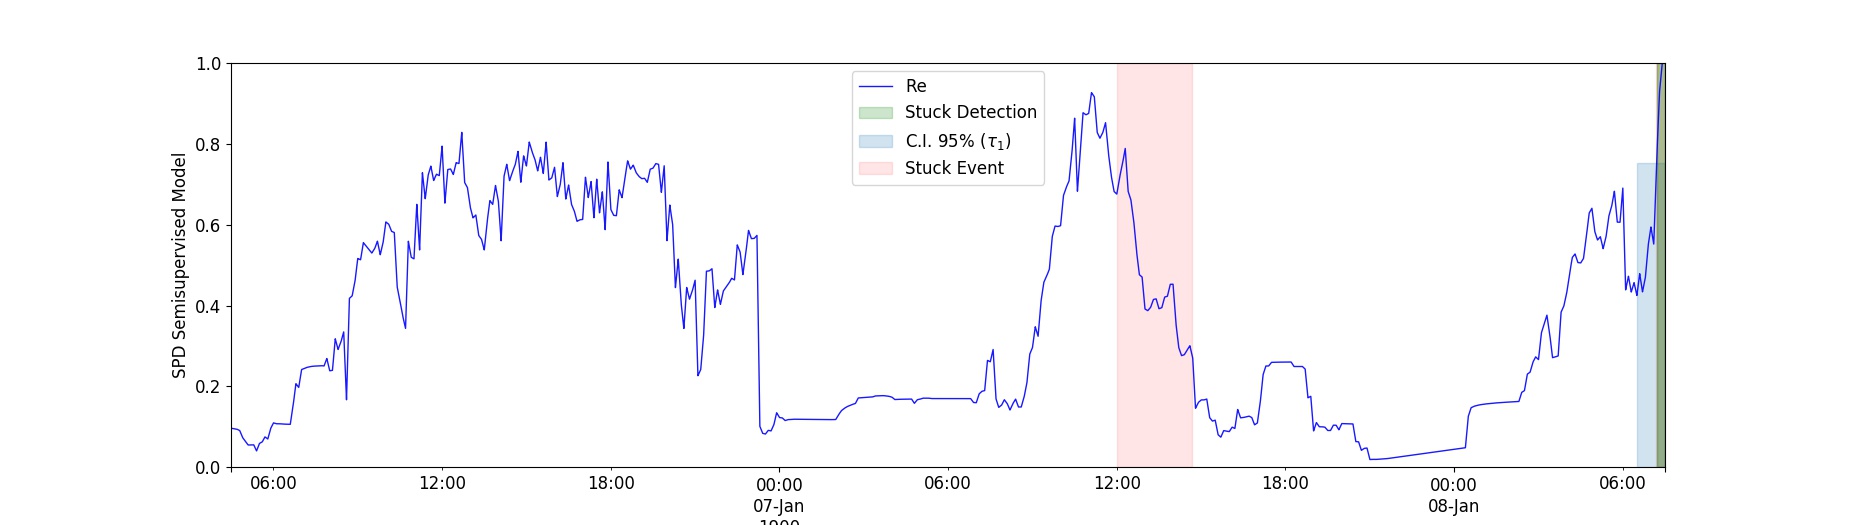 1.0
0.8
0.6
0.4
0.2
0.0
SPD Semisupervised Model
Re
Stuck Detection
C.I. 95% (τ₁)
Stuck Event
06:00 12:00 18:00 00:00 06:00 12:00 18:00 00:00 06:00
07-Jan 08-Jan
1900